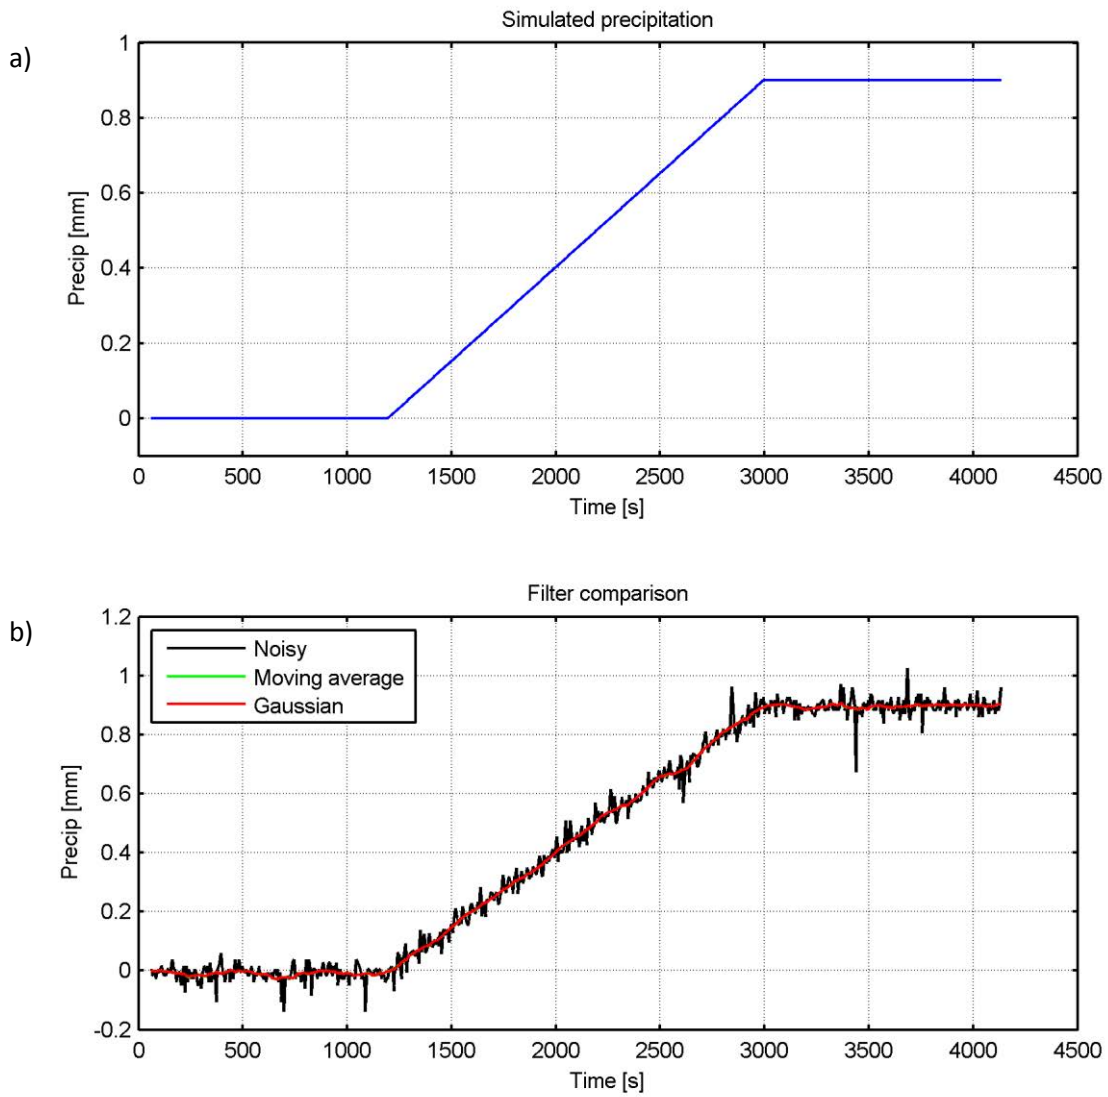 Simulated precipitation
a)
1
0.8
0.6
0.4
0.2
0
Precip [mm]
0 500 1000 1500 2000 2500 3000 3500 4000 4500
Time [s]
Filter comparison
b)
1.2
1
0.8
0.6
0.4
0.2
0
-0.2
Precip [mm]
Noisy
Moving average
Gaussian
0 500 1000 1500 2000 2500 3000 3500 4000 4500
Time [s]